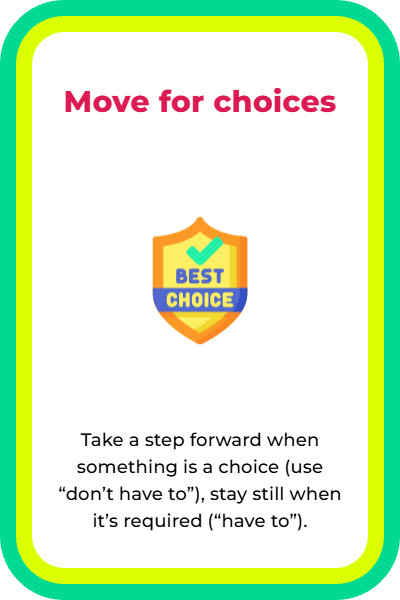 Move for choices
BEST
CHOICE
Take a step forward when
something is a choice (use
“don’t have to”), stay still when
it’s required (“have to”).